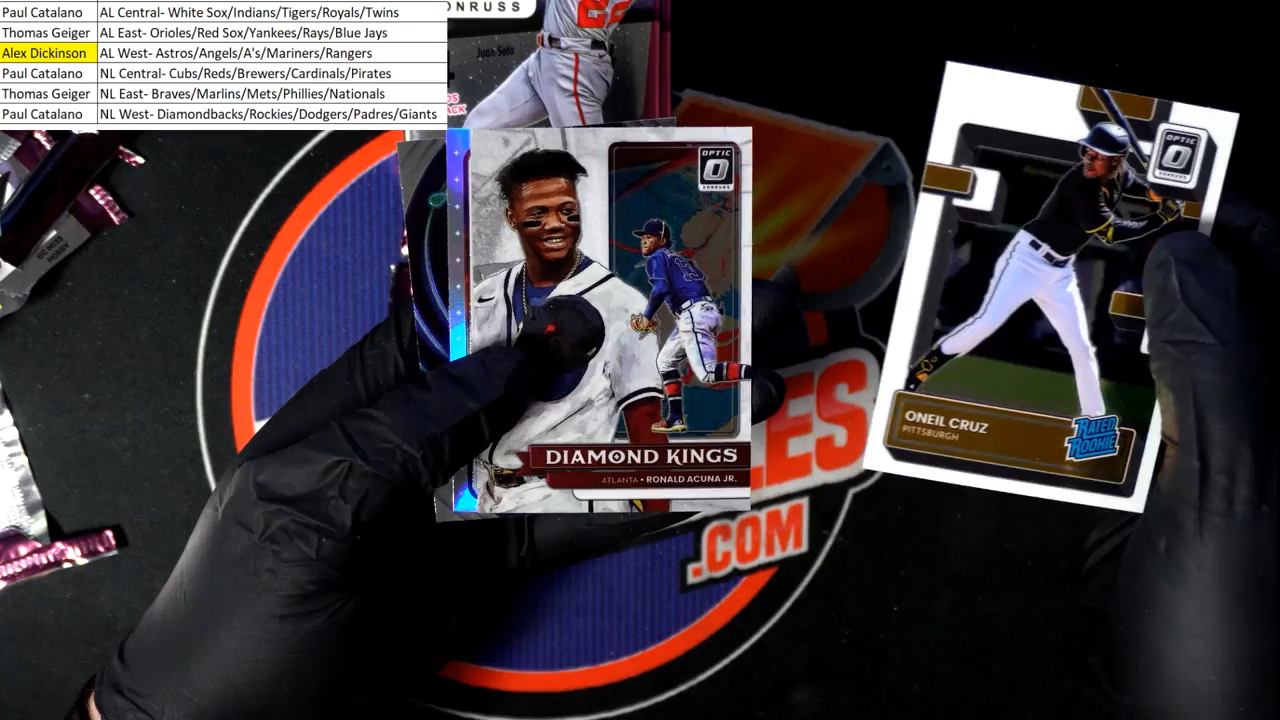 Paul Catalano AL Central- White Sox/Indians/Tigers/Royals/Twins
Thomas Geiger AL East- Orioles/Red Sox/Yankees/Rays/Blue Jays
Alex Dickinson AL West- Astros/Angels/A's/Mariners/Rangers
Paul Catalano NL Central- Cubs/Reds/Brewers/Cardinals/Pirates
Thomas Geiger NL East- Braves/Marlins/Mets/Phillies/Nationals
Paul Catalano NL West- Diamondbacks/Rockies/Dodgers/Padres/Giants
ONRUSS
22
Juan Soto
OPTIC
O
DONRUSS
DIAMOND KINGS
ATLANTA • RONALD ACUNA JR.
OPTIC
O
DONRUSS
ONEIL CRUZ
PITTSBURGH
RATED
ROOKIE
LES
.COM